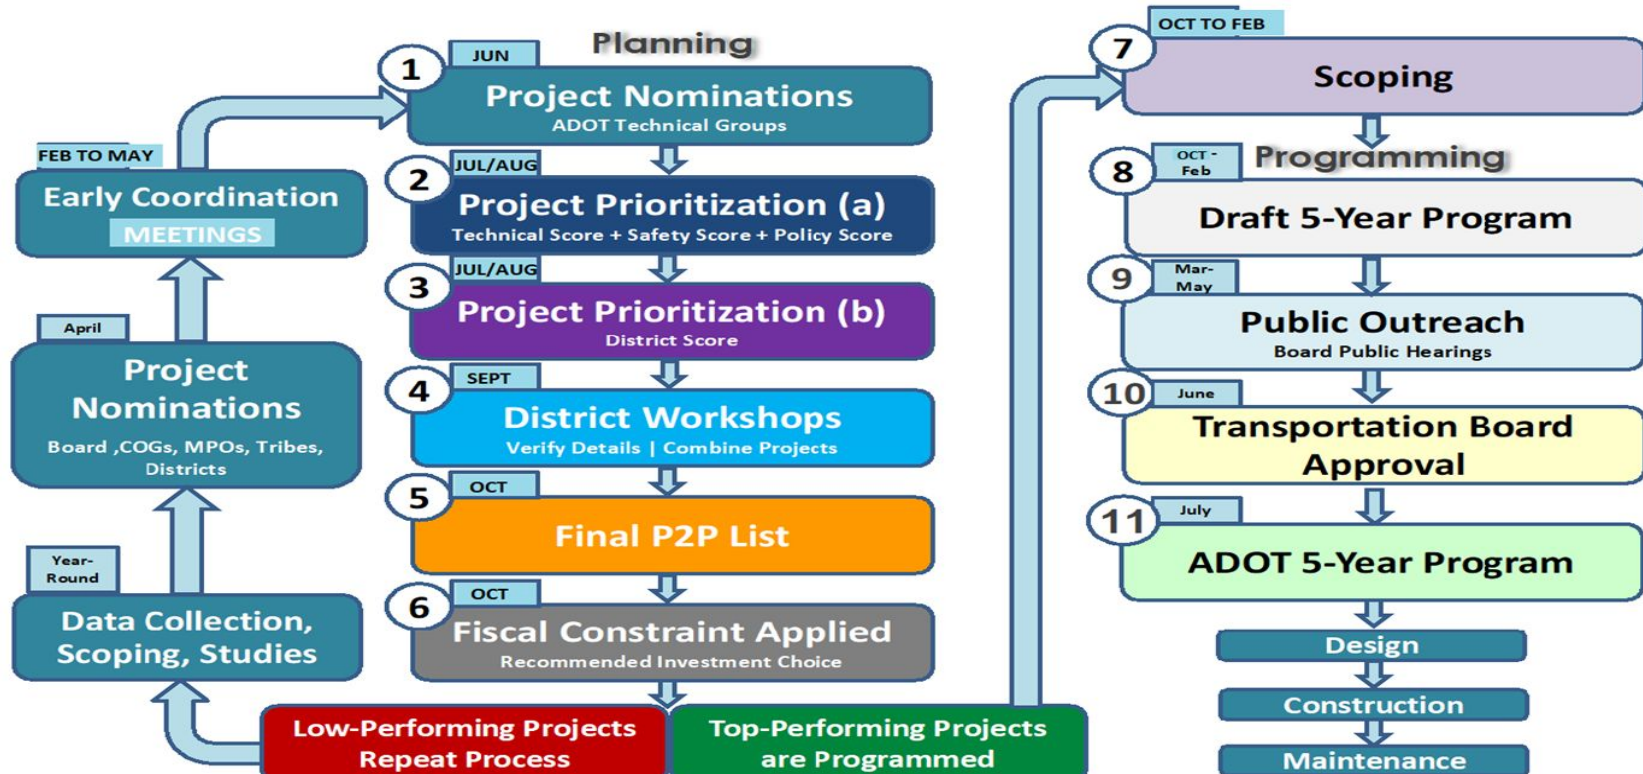 Planning
1
JUN
Project Nominations
ADOT Technical Groups
2
JUL/AUG
Project Prioritization (a)
Technical Score + Safety Score + Policy Score
3
JUL/AUG
Project Prioritization (b)
District Score
4
SEPT
District Workshops
Verify Details | Combine Projects
5
OCT
Final P2P List
6
OCT
Fiscal Constraint Applied
Recommended Investment Choice
Low-Performing Projects
Repeat Process
Top-Performing Projects
are Programmed
Year-
Round
Data Collection,
Scoping, Studies
April
Project
Nominations
Board ,COGs, MPOs, Tribes,
Districts
FEB TO MAY
Early Coordination
MEETINGS
7
OCT TO FEB
Scoping
Programming
8
OCT -
Feb
Draft 5-Year Program
9
Mar-
May
Public Outreach
Board Public Hearings
10
June
Transportation Board
Approval
11
July
ADOT 5-Year Program
Design
Construction
Maintenance